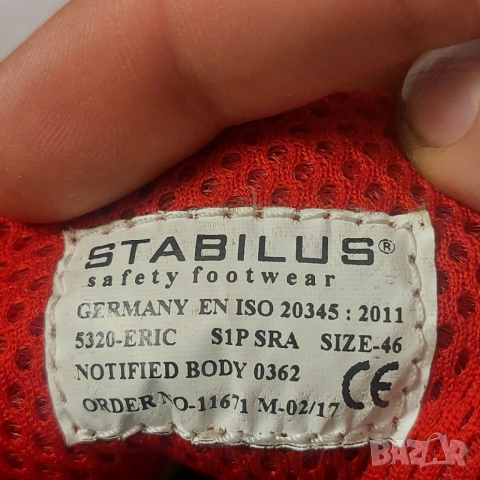 STABILUS®
safety footwear
GERMANY EN ISO 20345 : 2011
5320-ERIC S1P SRA SIZE-46
NOTIFIED BODY 0362 CE
ORDER NO-11671 M-02/17
BAZAR